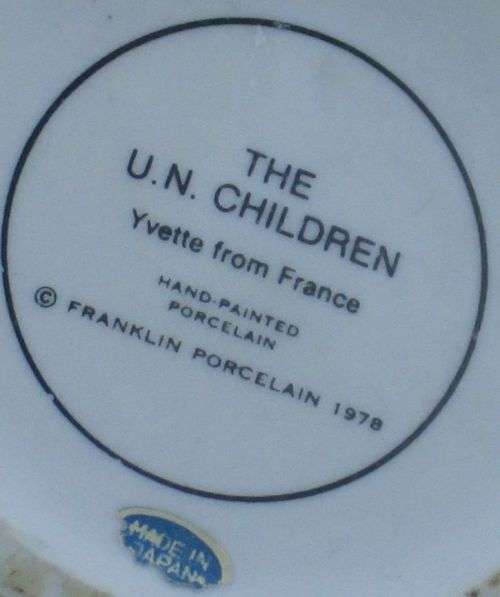 THE
U.N. CHILDREN
Yvette from France
HAND-PAINTED
PORCELAIN
© FRANKLIN PORCELAIN 1978
MADE IN
JAPAN